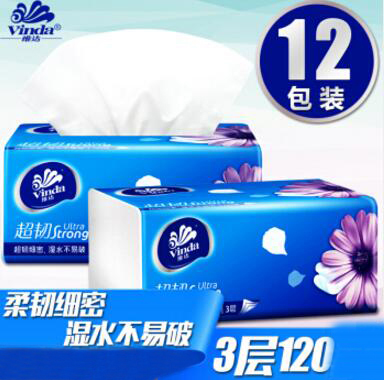 Vinda®
维达
12
包装
Vinda
维达
超韧 Ultra Strong
超韧细密，湿水不易破
Vinda
维达
超韧 Ultra
3层
柔韧细密
湿水不易破
3层120